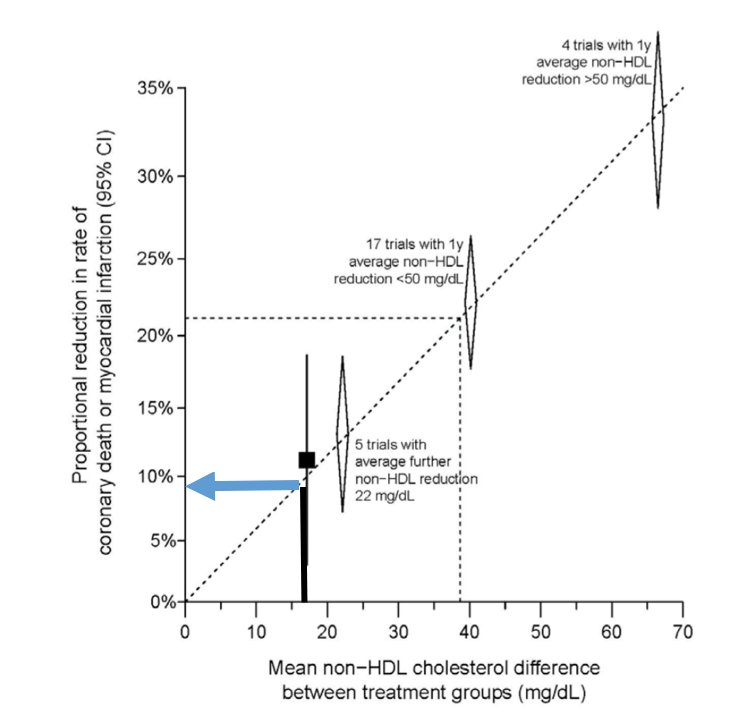 4 trials with 1y
average non−HDL
reduction >50 mg/dL
35%
30%
17 trials with 1y
average non−HDL
reduction <50 mg/dL
25%
20%
15%
5 trials with
average further
non−HDL reduction
22 mg/dL
10%
5%
0%
0 10 20 30 40 50 60 70
Mean non−HDL cholesterol difference
between treatment groups (mg/dL)
Proportional reduction in rate of
coronary death or myocardial infarction (95% CI)